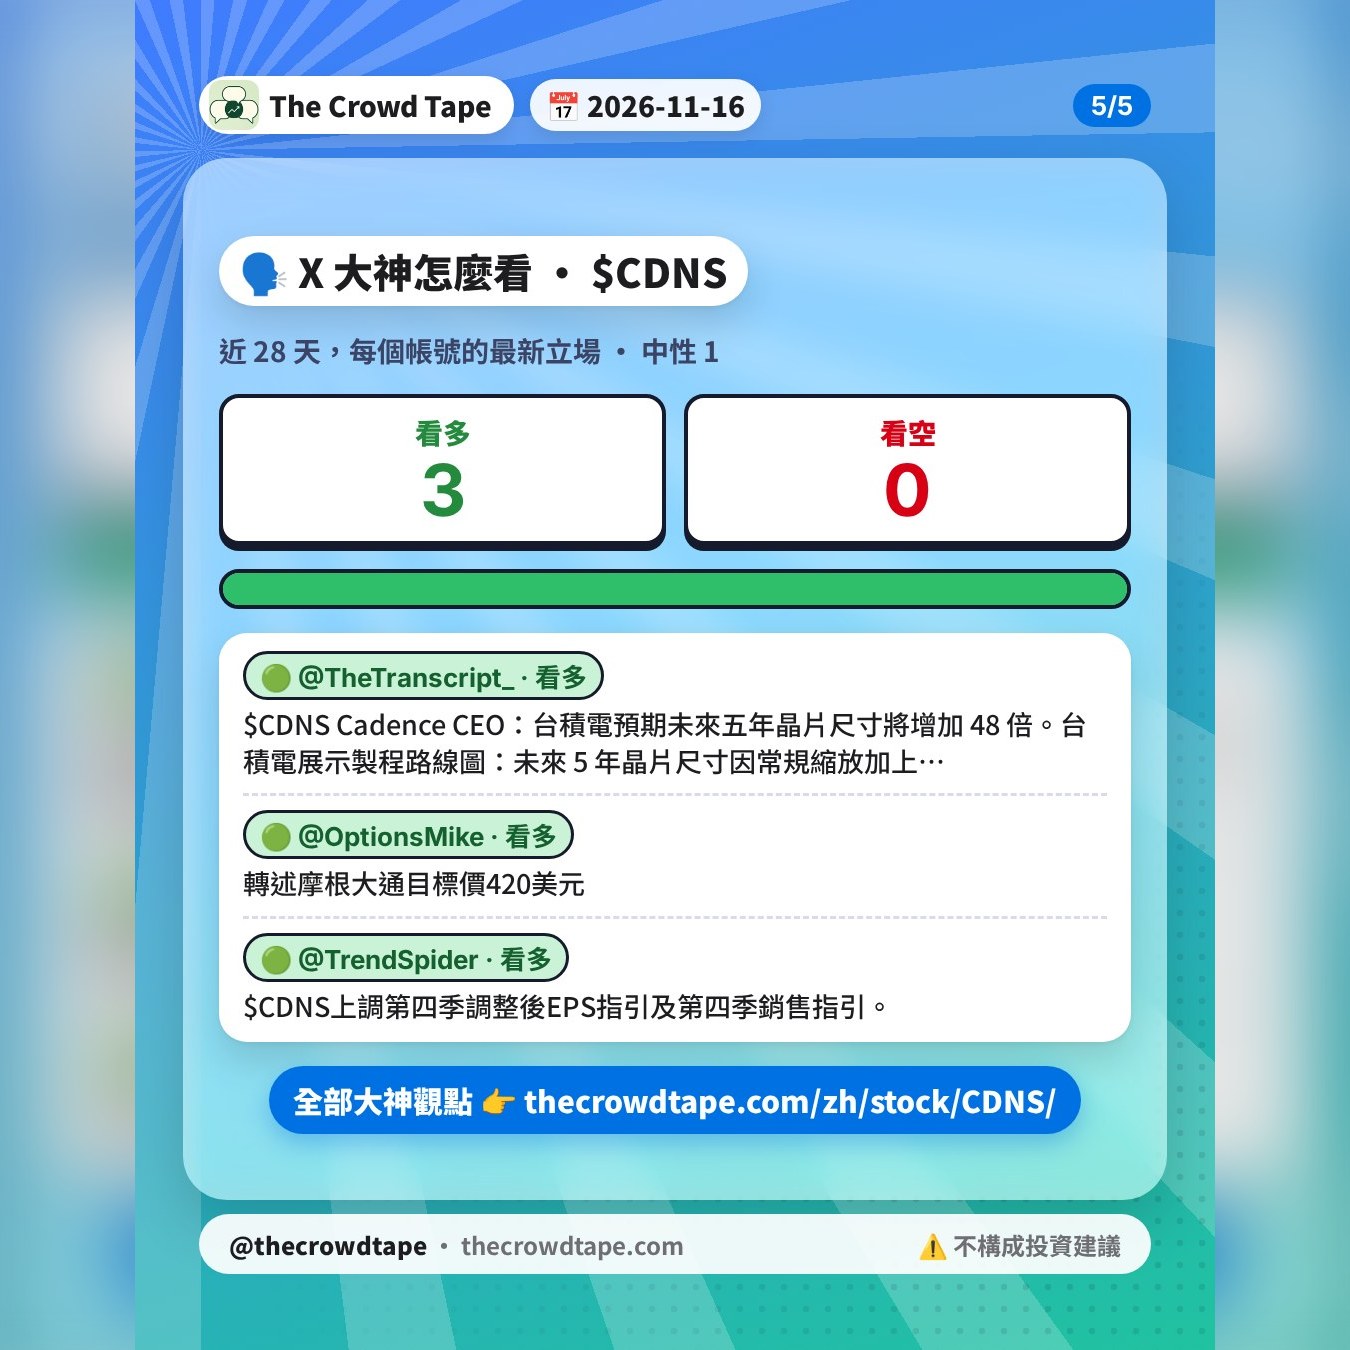 The Crowd Tape
📅 2026-11-16
5/5
🗣️ X 大神怎麼看 · $CDNS
近 28 天，每個帳號的最新立場 · 中性 1
看多
3
看空
0
🟢 @TheTranscript_ · 看多
$CDNS Cadence CEO：台積電預期未來五年晶片尺寸將增加 48 倍。台
積電展示製程路線圖：未來 5 年晶片尺寸因常規縮放加上…
🟢 @OptionsMike · 看多
轉述摩根大通目標價420美元
🟢 @TrendSpider · 看多
$CDNS上調第四季調整後EPS指引及第四季銷售指引。
全部大神觀點 👉 thecrowdtape.com/zh/stock/CDNS/
@thecrowdtape · thecrowdtape.com
⚠️ 不構成投資建議